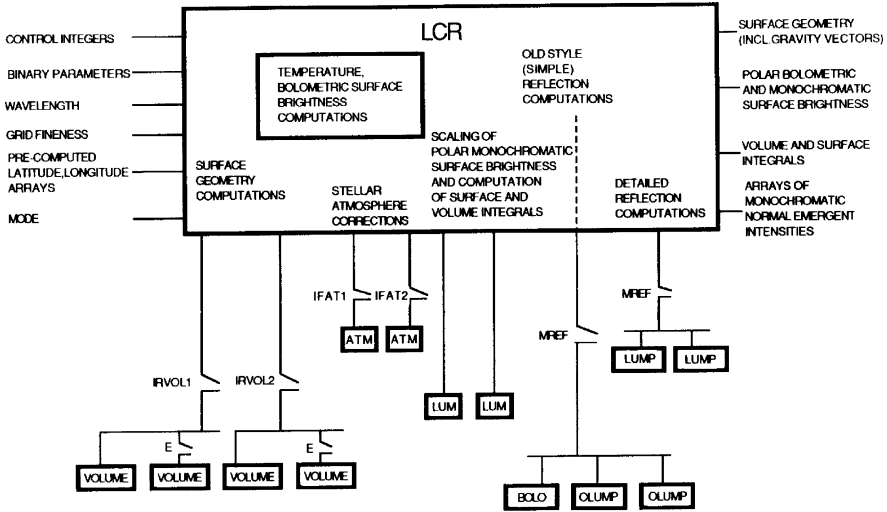 LCR
CONTROL INTEGERS
BINARY PARAMETERS
WAVELENGTH
GRID FINENESS
PRE-COMPUTED
LATITUDE,LONGITUDE
ARRAYS
MODE
TEMPERATURE,
BOLOMETRIC SURFACE
BRIGHTNESS
COMPUTATIONS
OLD STYLE
(SIMPLE)
REFLECTION
COMPUTATIONS
SURFACE
GEOMETRY
COMPUTATIONS
STELLAR
ATMOSPHERE
CORRECTIONS
SCALING OF
POLAR MONOCHROMATIC
SURFACE BRIGHTNESS
AND COMPUTATION
OF SURFACE AND
VOLUME INTEGRALS
DETAILED
REFLECTION
COMPUTATIONS
SURFACE GEOMETRY
(INCL.GRAVITY VECTORS)
POLAR BOLOMETRIC
AND MONOCHROMATIC
SURFACE BRIGHTNESS
VOLUME AND SURFACE
INTEGRALS
ARRAYS OF
MONOCHROMATIC
NORMAL EMERGENT
INTENSITIES
IFAT1
IFAT2
MREF
ATM
ATM
MREF
LUMP
LUMP
IRVOL1
IRVOL2
LUM
LUM
E
E
VOLUME
VOLUME
VOLUME
VOLUME
BOLO
OLUMP
OLUMP